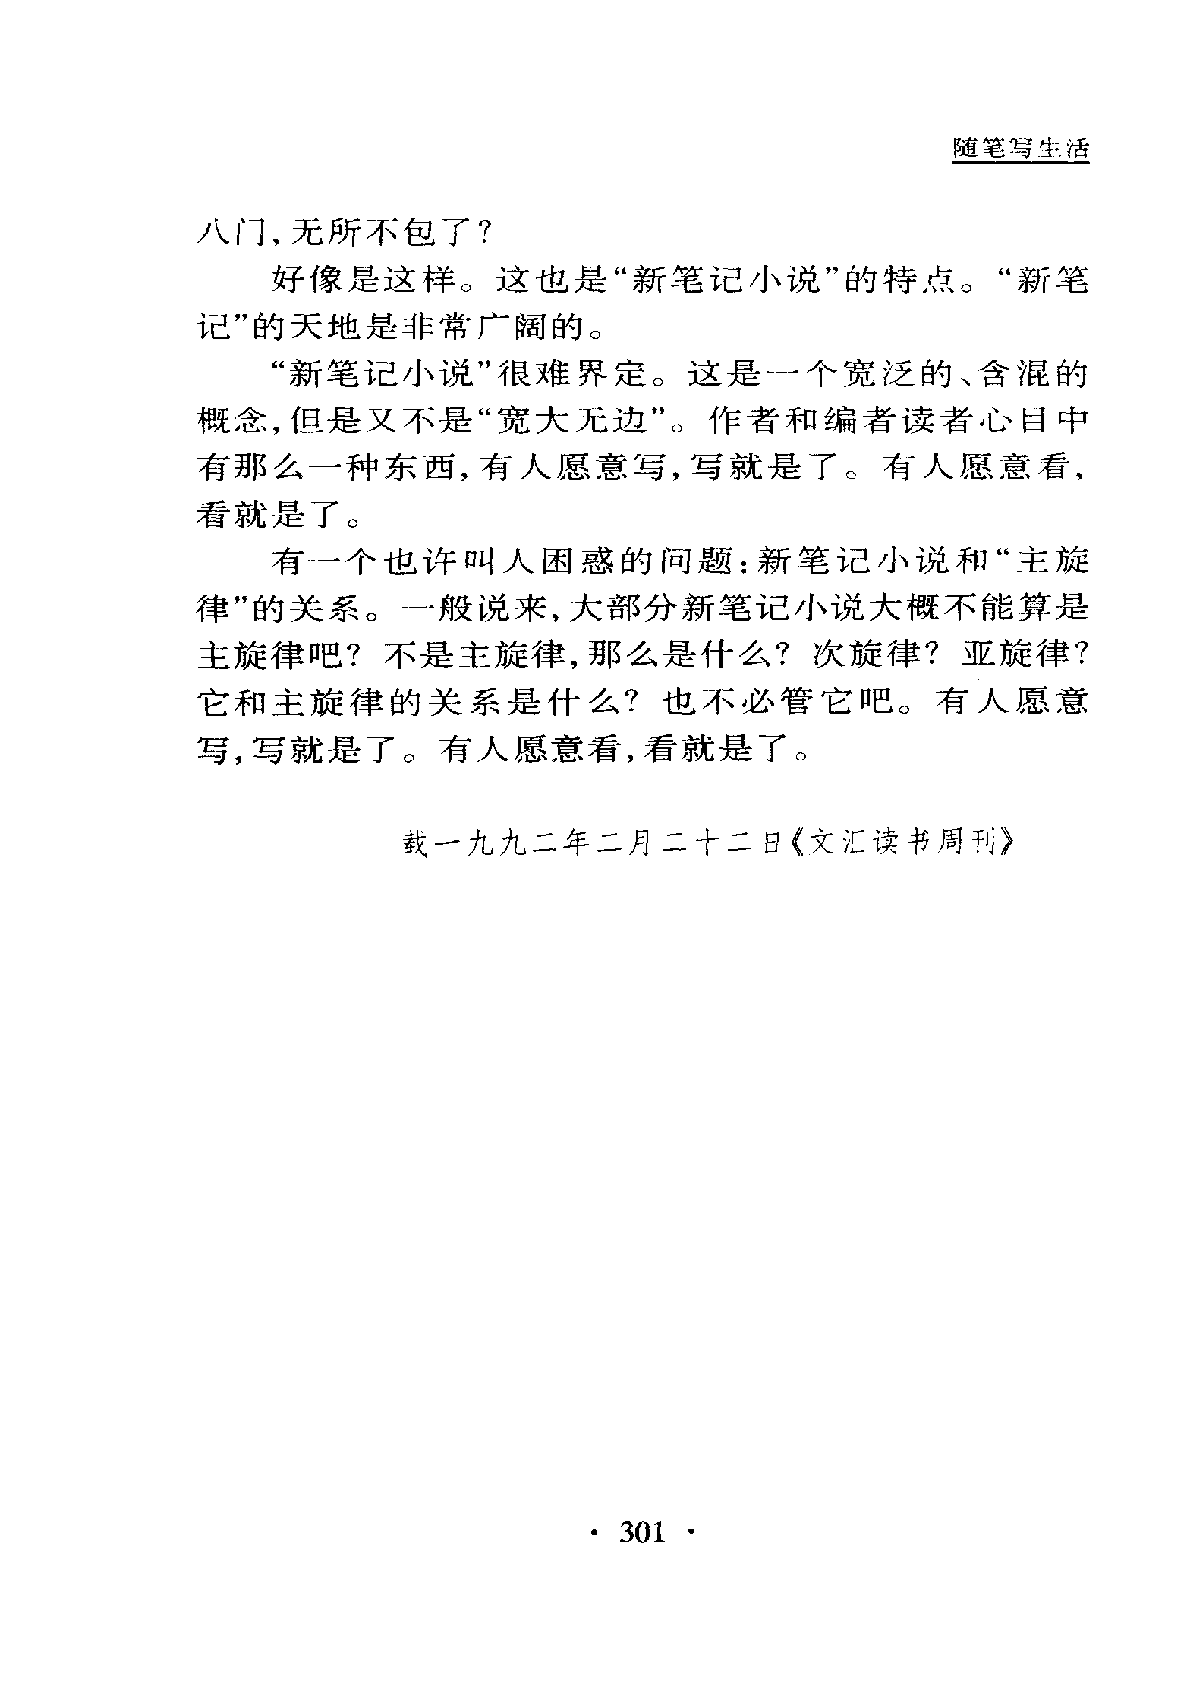 随笔写生活
八门,无所不包了?
好像是这样。这也是“新笔记小说”的特点。“新笔
记”的天地是非常广阔的。
“新笔记小说”很难界定。这是一个宽泛的、含混的
概念,但是又不是“宽大无边”。作者和编者读者心目中
有那么一种东西,有人愿意写,写就是了。有人愿意看,
看就是了。
有一个也许叫人困惑的问题:新笔记小说和“主旋
律”的关系。一般说来,大部分新笔记小说大概不能算是
主旋律吧?不是主旋律,那么是什么?次旋律?亚旋律?
它和主旋律的关系是什么?也不必管它吧。有人愿意
写,写就是了。有人愿意看,看就是了。
载一九九二年二月二十二日《文汇读书周刊》
· 301 ·